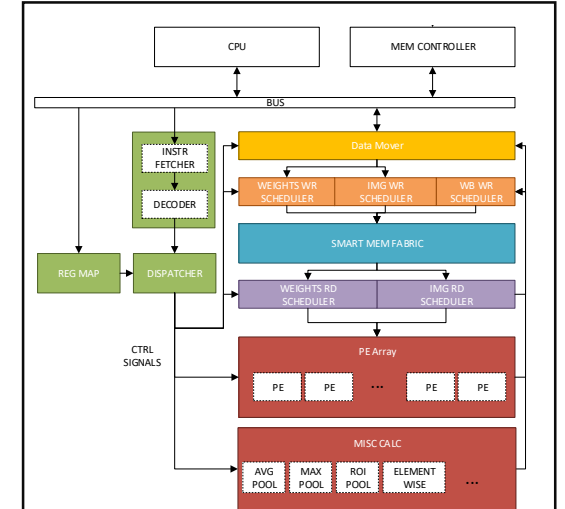 CPU
MEM CONTROLLER
BUS
Data Mover
INSTR
FETCHER
DECODER
WEIGHTS WR
SCHEDULER
IMG WR
SCHEDULER
WB WR
SCHEDULER
SMART MEM FABRIC
REG MAP
DISPATCHER
WEIGHTS RD
SCHEDULER
IMG RD
SCHEDULER
CTRL
SIGNALS
PE Array
PE
PE
...
PE
PE
MISC CALC
AVG
POOL
MAX
POOL
ROI
POOL
ELEMENT
WISE
...